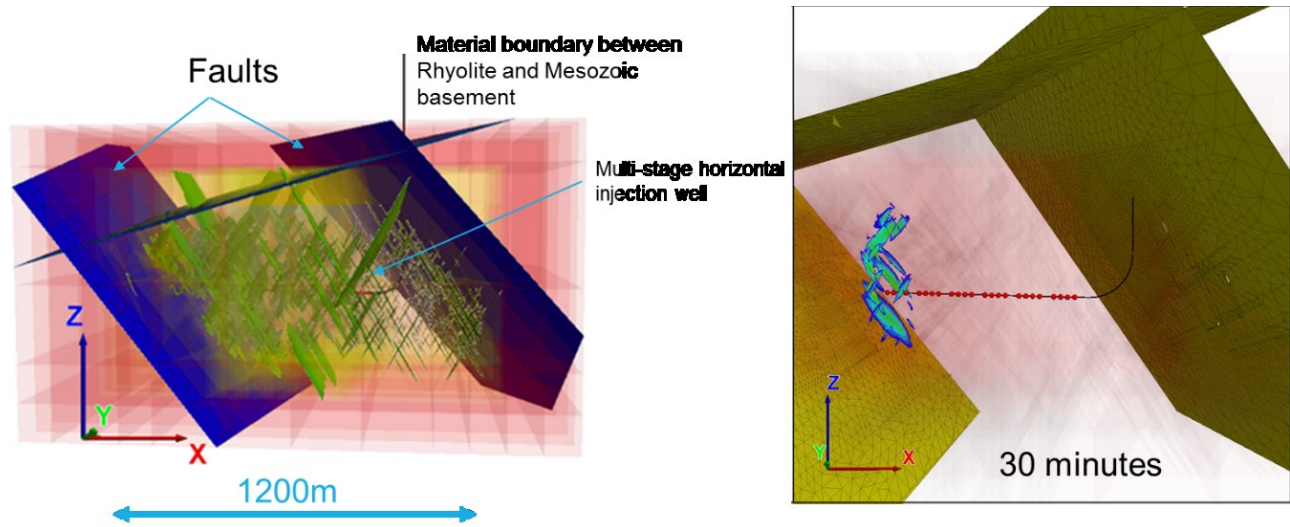 Faults
Material boundary between
Rhyolite and Mesozoic
basement
Multi-stage horizontal
injection well
Z
Y
X
1200m
Z
Y
X
30 minutes